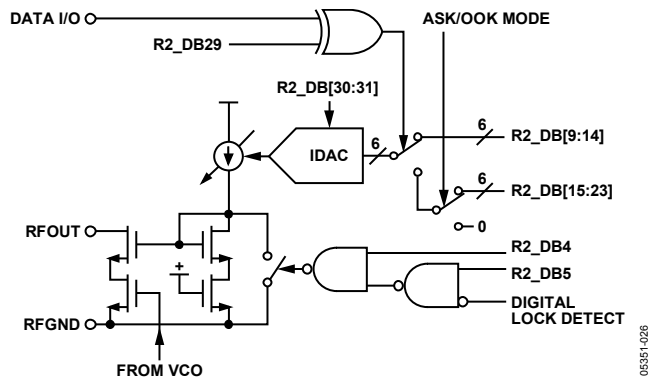 DATA I/O
ASK/OOK MODE
R2_DB29
R2_DB[30:31]
6
R2_DB[9:14]
IDAC
6
6
R2_DB[15:23]
0
RFOUT
R2_DB4
+
R2_DB5
DIGITAL
LOCK DETECT
RFGND
FROM VCO
05351-026